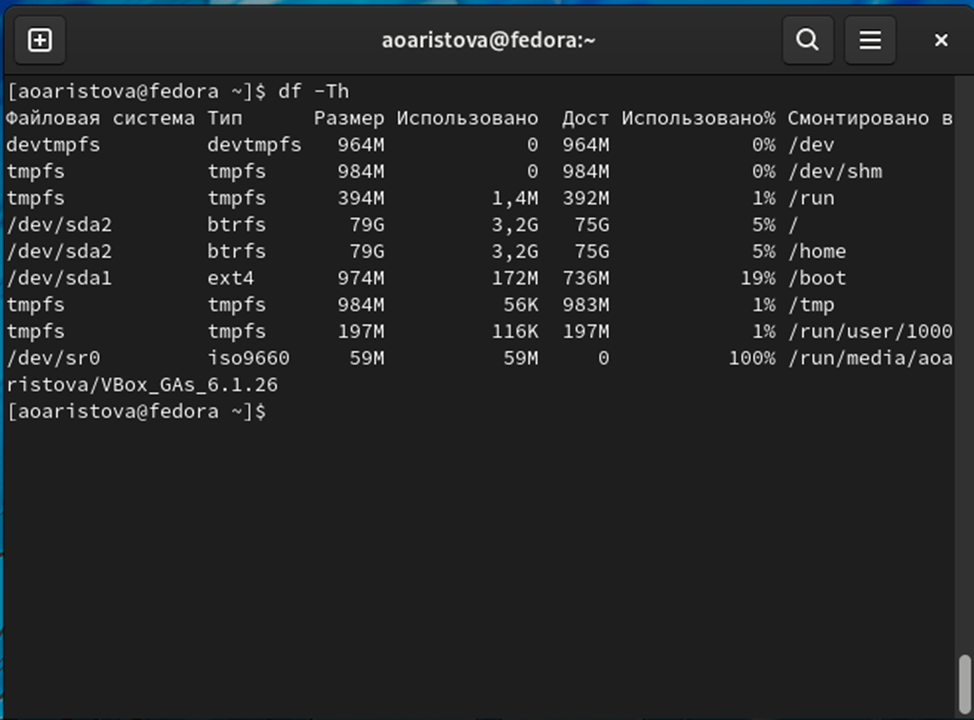 aoaristova@fedora:~
[aoaristova@fedora ~]$ df -Th
Файловая система Тип      Размер Использовано  Дост Использовано% Смонтировано в
devtmpfs         devtmpfs   964M            0  964M            0% /dev
tmpfs            tmpfs      984M            0  984M            0% /dev/shm
tmpfs            tmpfs      394M         1,4M  392M            1% /run
/dev/sda2        btrfs       79G         3,2G   75G            5% /
/dev/sda2        btrfs       79G         3,2G   75G            5% /home
/dev/sda1        ext4       974M         172M  736M           19% /boot
tmpfs            tmpfs      984M          56K  983M            1% /tmp
tmpfs            tmpfs      197M         116K  197M            1% /run/user/1000
/dev/sr0         iso9660     59M          59M     0          100% /run/media/aoa
ristova/VBox_GAs_6.1.26
[aoaristova@fedora ~]$